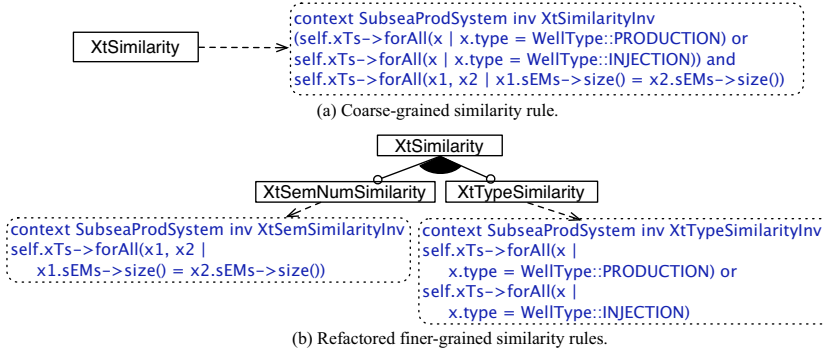 XtSimilarity
context SubseaProdSystem inv XtSimilarityInv
(self.xTs->forAll(x | x.type = WellType::PRODUCTION) or
self.xTs->forAll(x | x.type = WellType::INJECTION)) and
self.xTs->forAll(x1, x2 | x1.sEMs->size() = x2.sEMs->size())
(a) Coarse-grained similarity rule.
XtSimilarity
XtSemNumSimilarity
XtTypeSimilarity
context SubseaProdSystem inv XtSemSimilarityInv
self.xTs->forAll(x1, x2 |
x1.sEMs->size() = x2.sEMs->size())
context SubseaProdSystem inv XtTypeSimilarityInv
self.xTs->forAll(x |
x.type = WellType::PRODUCTION) or
self.xTs->forAll(x |
x.type = WellType::INJECTION)
(b) Refactored finer-grained similarity rules.